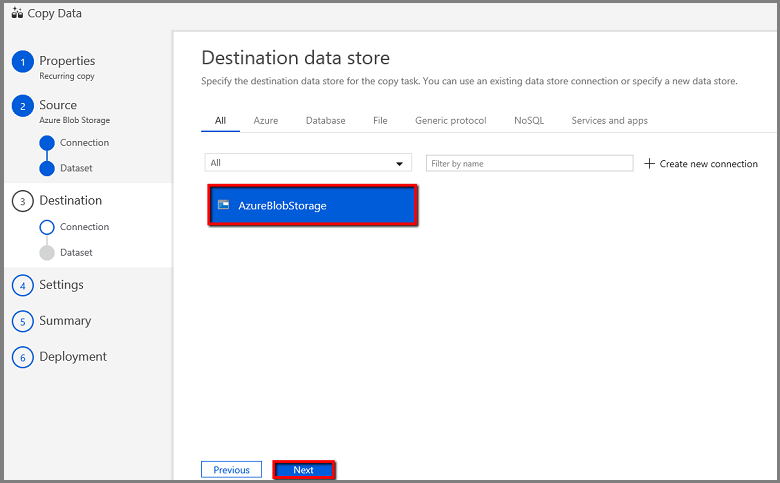 Copy Data
1 Properties
Recurring copy
2 Source
Azure Blob Storage
Connection
Dataset
3 Destination
Connection
Dataset
4 Settings
5 Summary
6 Deployment
Destination data store
Specify the destination data store for the copy task. You can use an existing data store connection or specify a new data store.
All Azure Database File Generic protocol NoSQL Services and apps
All Filter by name + Create new connection
AzureBlobStorage
Previous Next